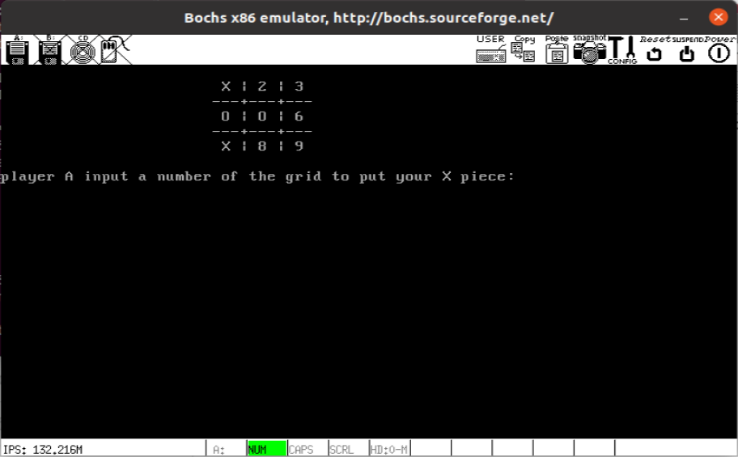 Bochs x86 emulator, http://bochs.sourceforge.net/
A: B: CD USER Copy Paste snapshot CONFIG Reset SUSPEND Power
X ¦ 2 ¦ 3
---+---+---
O ¦ O ¦ 6
---+---+---
X ¦ 8 ¦ 9
player A input a number of the grid to put your X piece:
IPS: 132.216M A: NUM CAPS SCRL HD:0-M